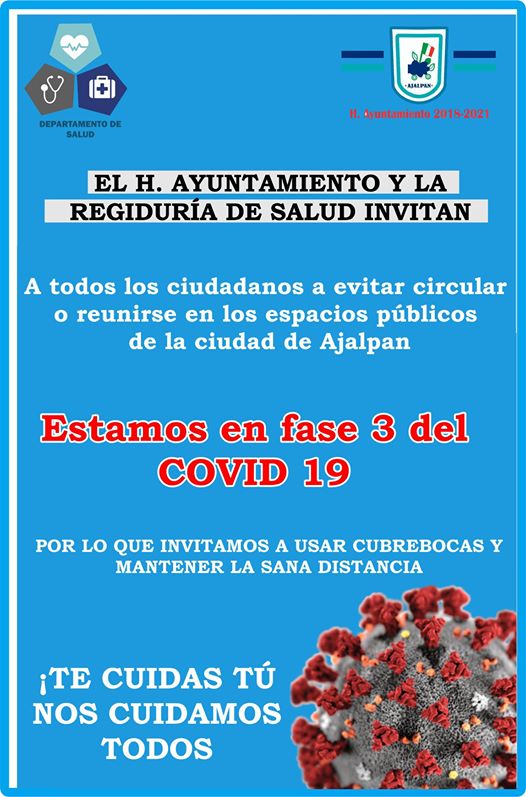 DEPARTAMENTO DE
SALUD
AJALPAN
H. Ayuntamiento 2018-2021
EL H. AYUNTAMIENTO Y LA
REGIDURÍA DE SALUD INVITAN
A todos los ciudadanos a evitar circular
o reunirse en los espacios públicos
de la ciudad de Ajalpan
Estamos en fase 3 del
COVID 19
POR LO QUE INVITAMOS A USAR CUBREBOCAS Y
MANTENER LA SANA DISTANCIA
¡TE CUIDAS TÚ
NOS CUIDAMOS
TODOS